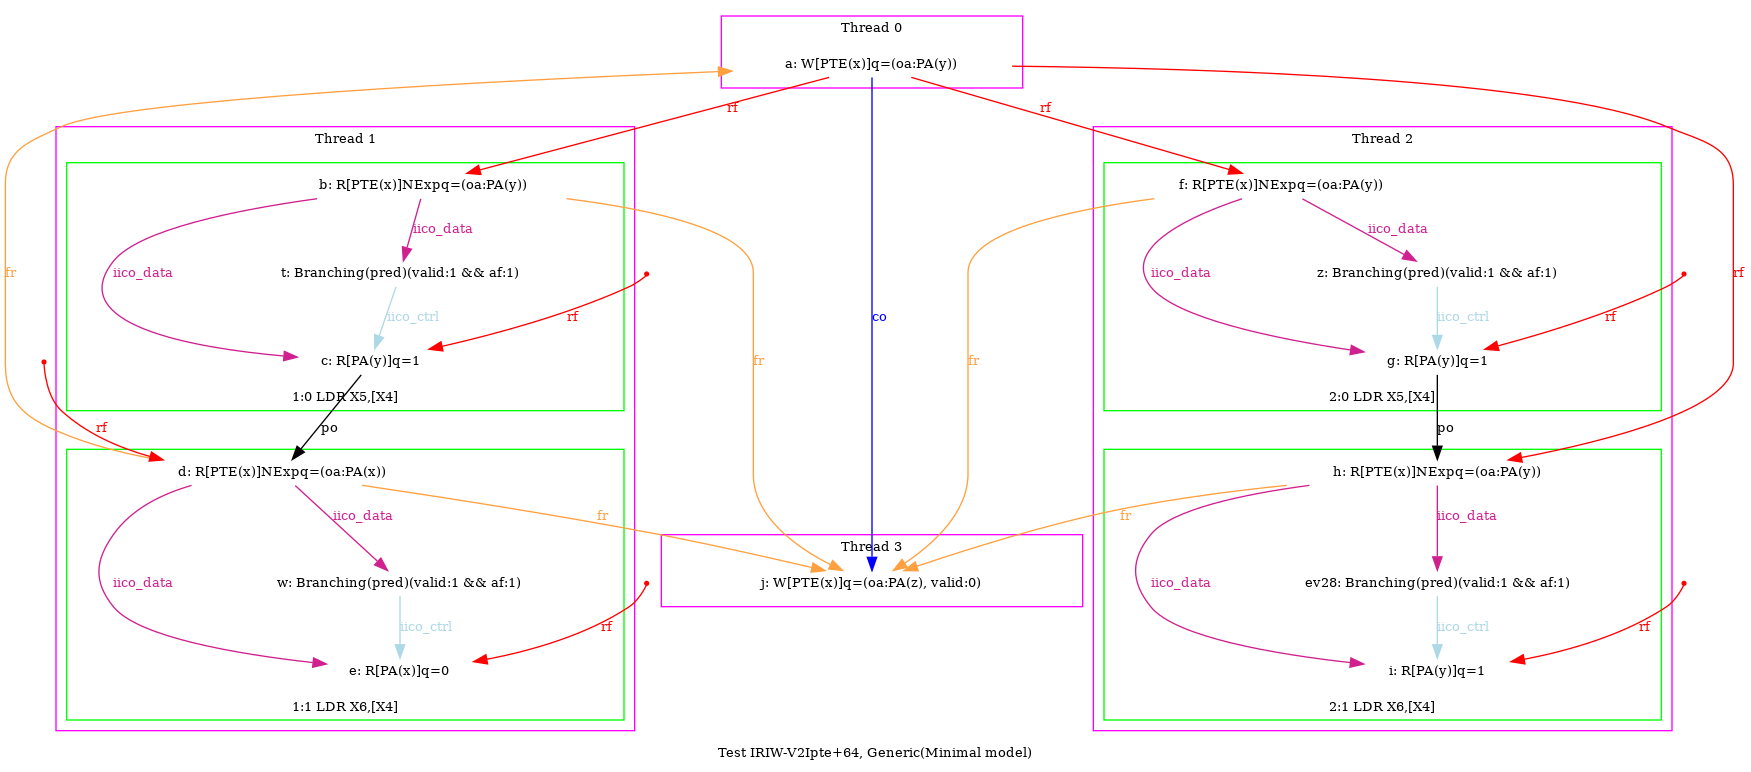 Thread 0
a: W[PTE(x)]q=(oa:PA(y))
rf
rf
Thread 1
Thread 2
b: R[PTE(x)]NExpq=(oa:PA(y))
f: R[PTE(x)]NExpq=(oa:PA(y))
iico_data
iico_data
fr
iico_data
t: Branching(pred)(valid:1 && af:1)
iico_data
z: Branching(pred)(valid:1 && af:1)
rf
iico_ctrl
rf
co
iico_ctrl
rf
c: R[PA(y)]q=1
fr
fr
g: R[PA(y)]q=1
1:0 LDR X5,[X4]
2:0 LDR X5,[X4]
rf
po
po
d: R[PTE(x)]NExpq=(oa:PA(x))
h: R[PTE(x)]NExpq=(oa:PA(y))
iico_data
fr
fr
iico_data
Thread 3
iico_data
w: Branching(pred)(valid:1 && af:1)
j: W[PTE(x)]q=(oa:PA(z), valid:0)
iico_data
ev28: Branching(pred)(valid:1 && af:1)
iico_ctrl
rf
iico_ctrl
rf
e: R[PA(x)]q=0
i: R[PA(y)]q=1
1:1 LDR X6,[X4]
2:1 LDR X6,[X4]
Test IRIW-V2Ipte+64, Generic(Minimal model)